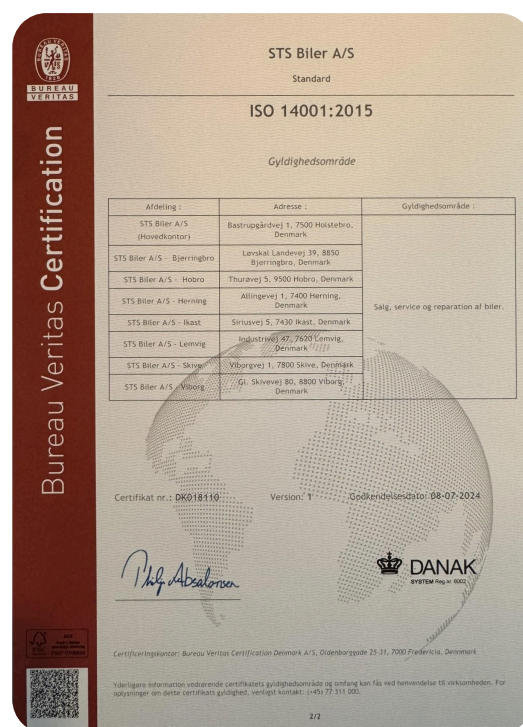 BUREAU
VERITAS
Bureau Veritas Certification
STS Biler A/S
Standard
ISO 14001:2015
Gyldighedsområde
Afdeling :
Adresse :
Gyldighedsområde :
STS Biler A/S
(Hovedkontor)
Bastrupgårdvej 1, 7500 Holstebro,
Denmark
STS Biler A/S - Bjerringbro
Løvskal Landevej 39, 8850
Bjerringbro, Denmark
STS Biler A/S - Hobro
Thurøvej 5, 9500 Hobro, Denmark
STS Biler A/S - Herning
Allingevej 1, 7400 Herning,
Denmark
STS Biler A/S - Ikast
Siriusvej 5, 7430 Ikast, Denmark
STS Biler A/S - Lemvig
Industrivej 47, 7620 Lemvig,
Denmark
STS Biler A/S - Skive
Viborgvej 1, 7800 Skive, Denmark
STS Biler A/S - Viborg
Gl. Skivevej 80, 8800 Viborg,
Denmark
Salg, service og reparation af biler.
Certifikat nr.: DK018110
Version: 1
Godkendelsesdato: 08-07-2024
Philip Absalonsen
DANAK
SYSTEM Reg.nr. 6002
Certificeringskontor: Bureau Veritas Certification Denmark A/S, Oldenborggade 25-31, 7000 Fredericia, Denmark
Yderligere information vedrørende certifikatets gyldighedsområde og omfang kan fås ved henvendelse til virksomheden. For
oplysninger om dette certifikats gyldighed, venligst kontakt: (+45) 77 311 000.
2/2